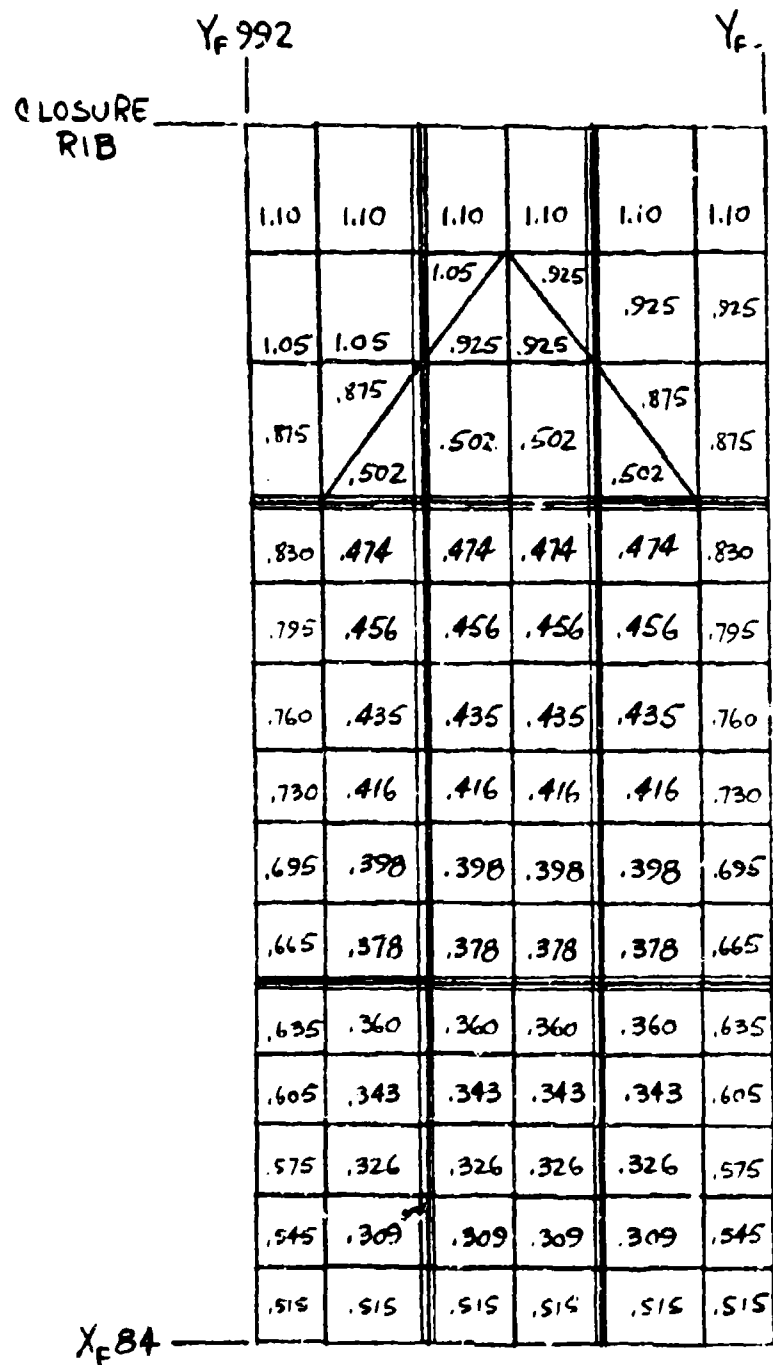 Y_F 992 Y_F.
CLOSURE
RIB
1.10 1.10 1.10 1.10 1.10 1.10
1.05 .925
.925 .925
1.05 1.05 .925 .925
.875 .875
.875 .502 .502 .875
.502 .502
.830 .474 .474 .474 .474 .830
.795 .456 .456 .456 .456 .795
.760 .435 .435 .435 .435 .760
.730 .416 .416 .416 .416 .730
.695 .398 .398 .398 .398 .695
.665 .378 .378 .378 .378 .665
.635 .360 .360 .360 .360 .635
.605 .343 .343 .343 .343 .605
.575 .326 .326 .326 .326 .575
.545 .309 .309 .309 .309 .545
.515 .515 .515 .515 .515 .515
X_F 84